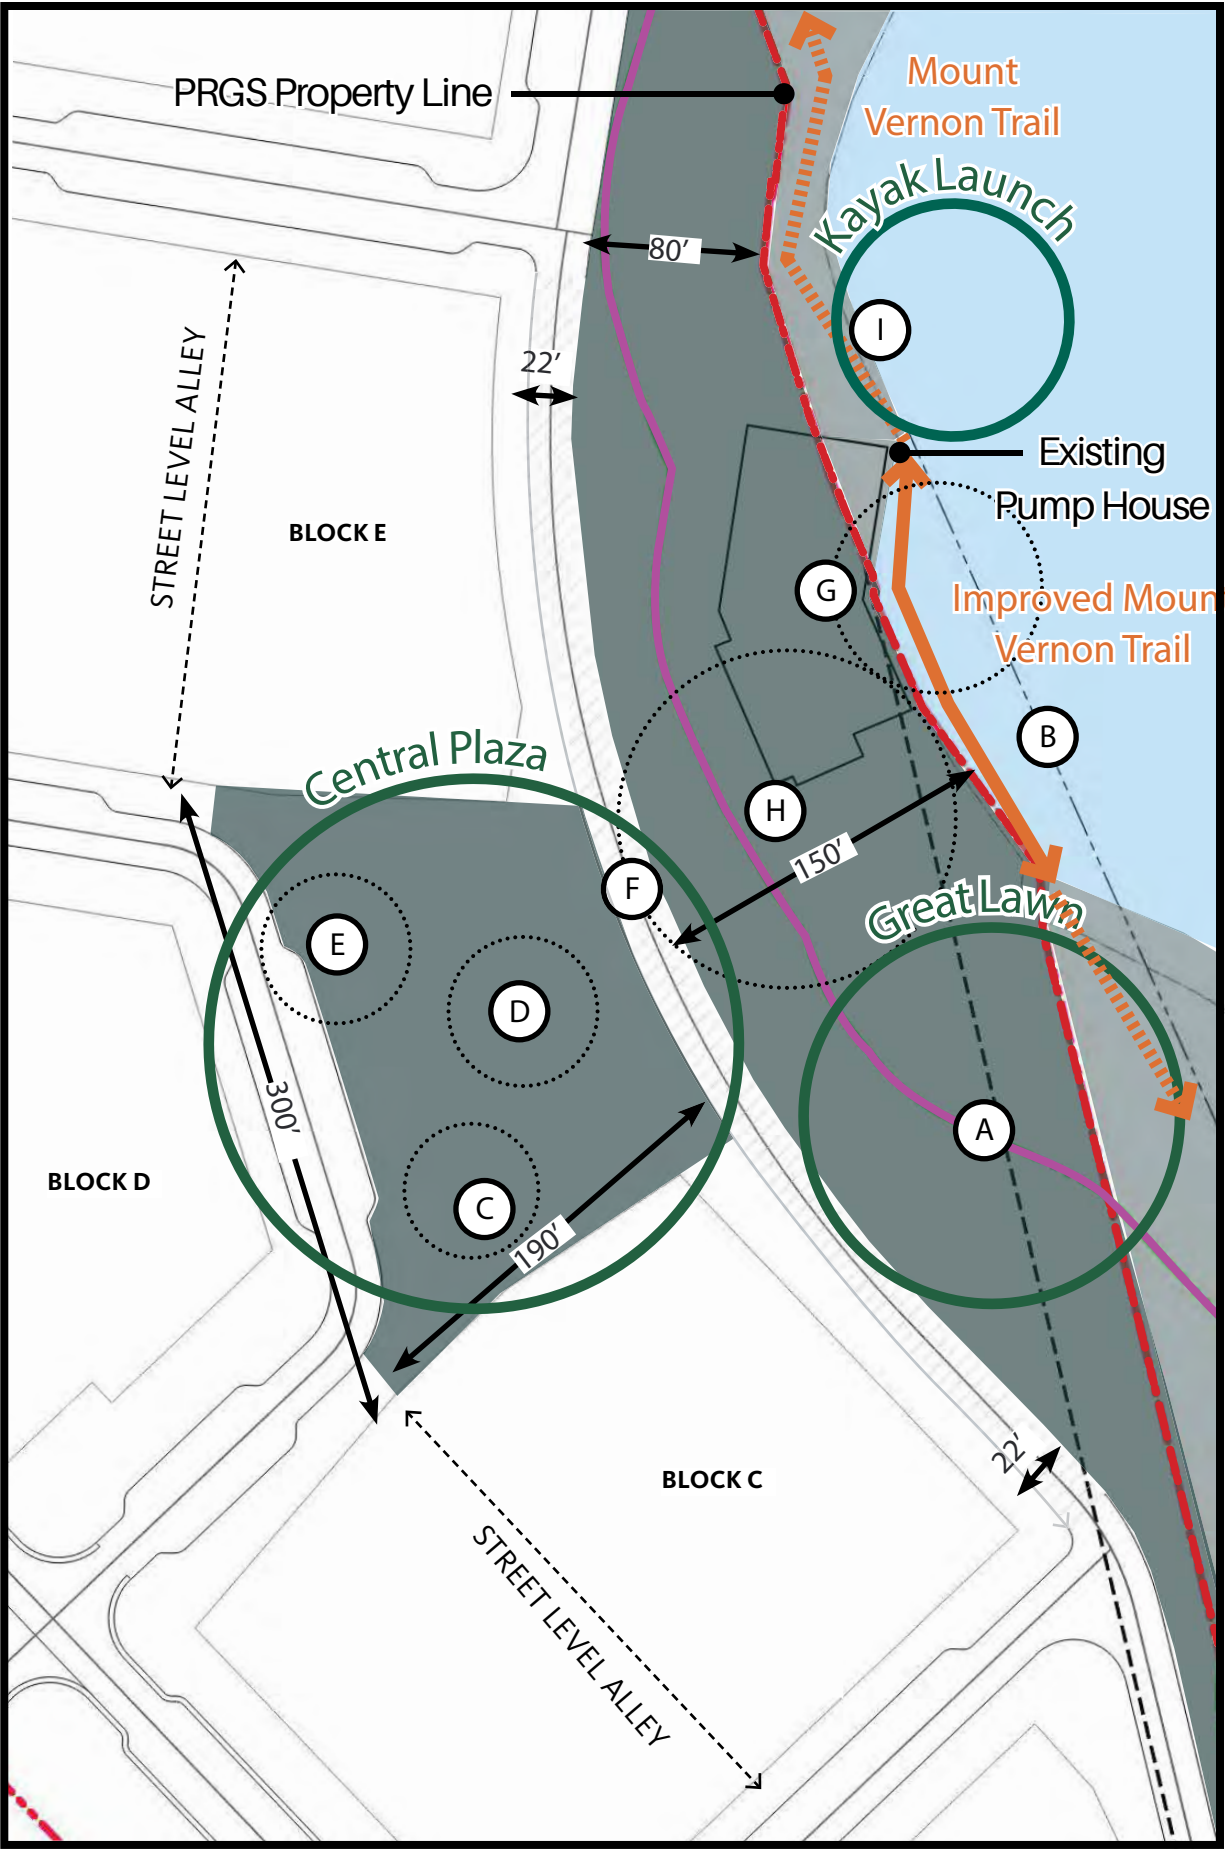 Mount
Vernon Trail
PRGS Property Line
Kayak Launch
80’
I
22’
STREET LEVEL ALLEY
Existing
Pump House
BLOCK E
G
Improved Moun
Vernon Trail
B
Central Plaza
H
150’
F
Great Lawn
E
D
300’
A
BLOCK D
C
190’
22’
BLOCK C
STREET LEVEL ALLEY